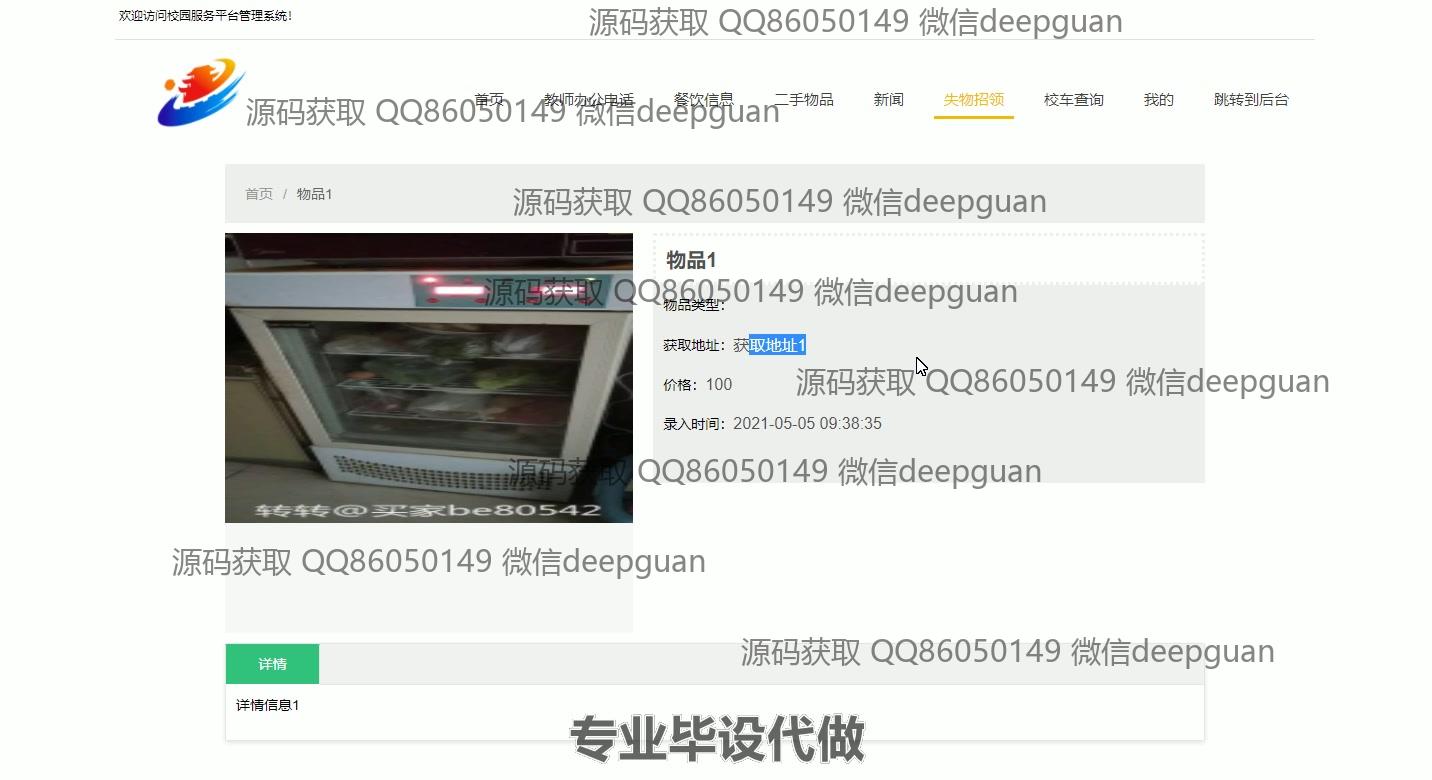 欢迎访问校园服务平台管理系统！
源码获取 QQ86050149 微信deepguan
首页 教师办公电话 餐饮信息 二手物品 新闻 失物招领 校车查询 我的 跳转到后台
源码获取 QQ86050149 微信deepguan
首页 / 物品1
源码获取 QQ86050149 微信deepguan
物品1
源码获取 QQ86050149 微信deepguan
物品类型：
获取地址：获取地址1
价格：100
源码获取 QQ86050149 微信deepguan
录入时间：2021-05-05 09:38:35
源码获取 QQ86050149 微信deepguan
转转@买家be80542
源码获取 QQ86050149 微信deepguan
源码获取 QQ86050149 微信deepguan
详情
详情信息1
专业毕设代做